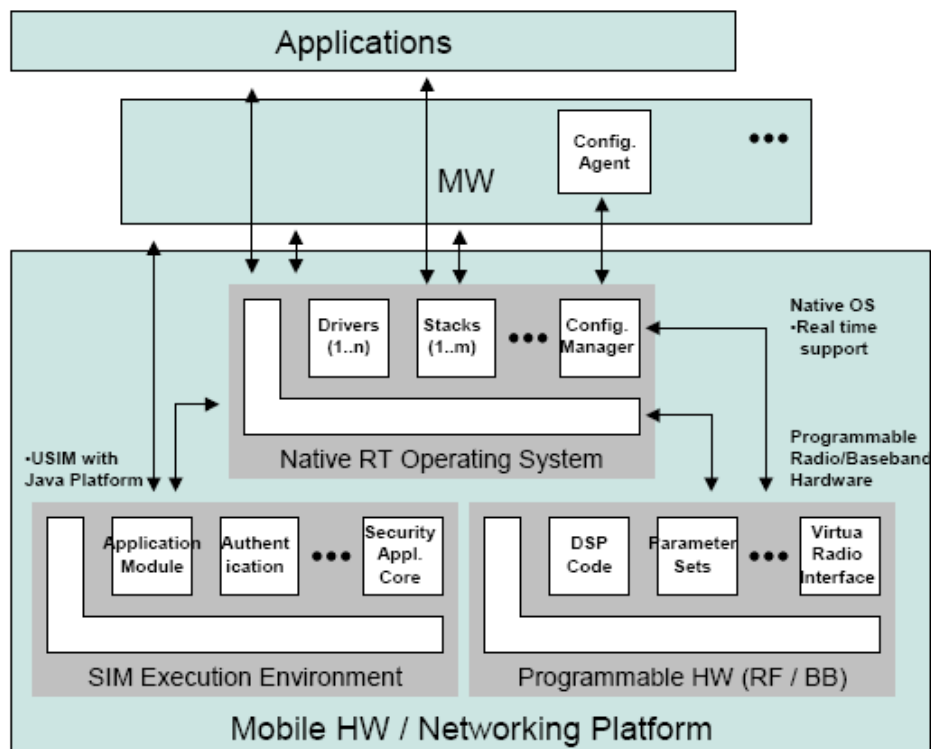 Applications
Config.
Agent
MW
Drivers
(1..n)
Stacks
(1..m)
Config.
Manager
Native OS
•Real time
support
Native RT Operating System
•USIM with
Java Platform
Programmable
Radio/Baseband
Hardware
Application
Module
Authent
ication
Security
Appl.
Core
DSP
Code
Parameter
Sets
Virtua
Radio
Interface
SIM Execution Environment
Programmable HW (RF / BB)
Mobile HW / Networking Platform